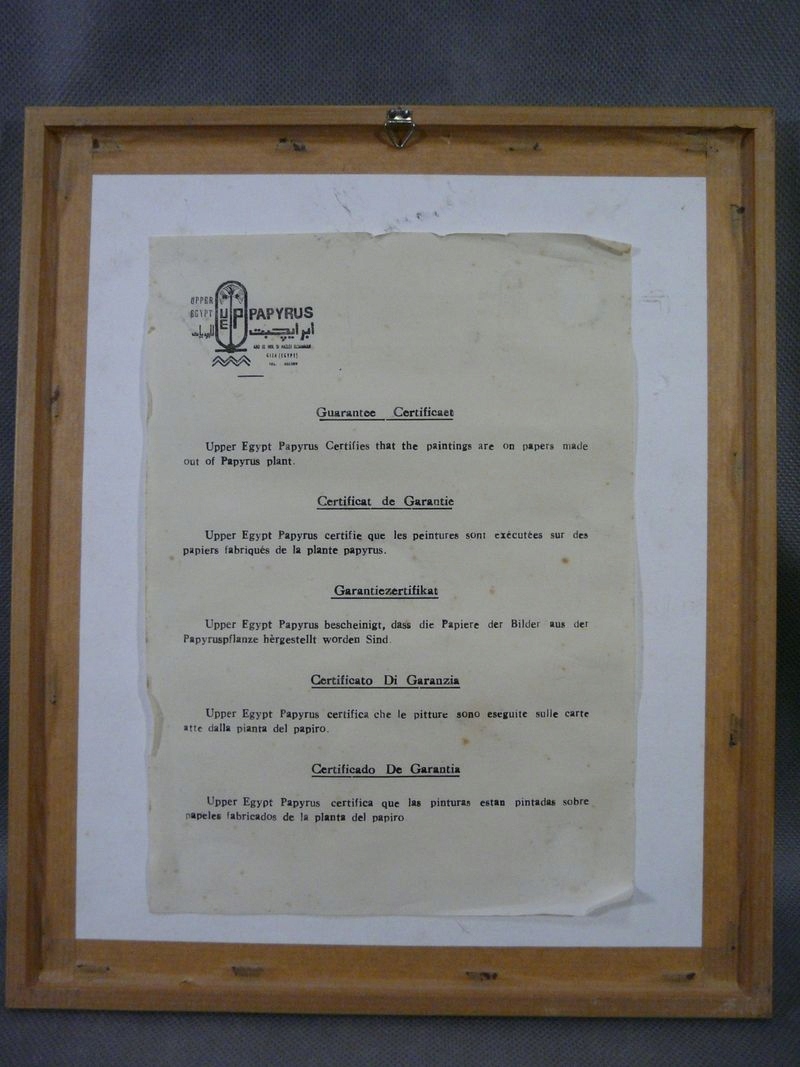 UPPER
EGYPT
UEP PAPYRUS
GIZA (EGYPT)
Guarantee Certificaet
Upper Egypt Papyrus Certifies that the paintings are on papers made
out of Papyrus plant.
Certificat de Garantie
Upper Egypt Papyrus certifie que les peintures sont exécutées sur des
papiers fabriqués de la plante papyrus.
Garantiezertifikat
Upper Egypt Papyrus bescheinigt, dass die Papiere der Bilder aus der
Papyruspflanze hèrgestellt worden Sind.
Certificato Di Garanzia
Upper Egypt Papyrus certifica che le pitture sono eseguite sulle carte
atte dalla pianta del papiro.
Certificado De Garantia
Upper Egypt Papyrus certifica que las pinturas estan pintadas sobre
papeles fabricados de la planta del papiro